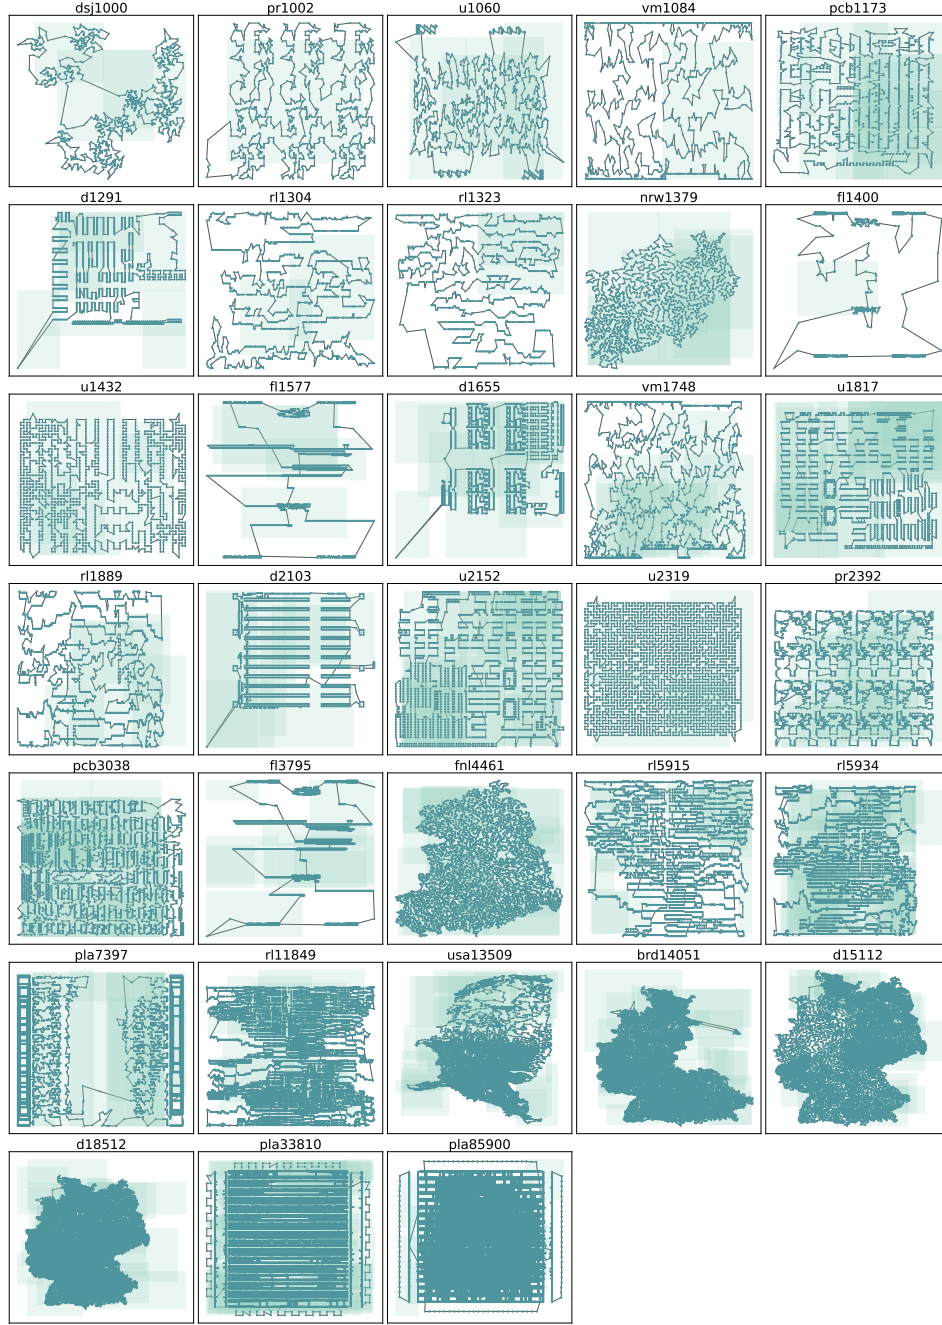 dsj1000 pr1002 u1060 vm1084 pcb1173
d1291 rl1304 rl1323 nrw1379 fl1400
u1432 fl1577 d1655 vm1748 u1817
rl1889 d2103 u2152 u2319 pr2392
pcb3038 fl3795 fnl4461 rl5915 rl5934
pla7397 rl11849 usa13509 brd14051 d15112
d18512 pla33810 pla85900